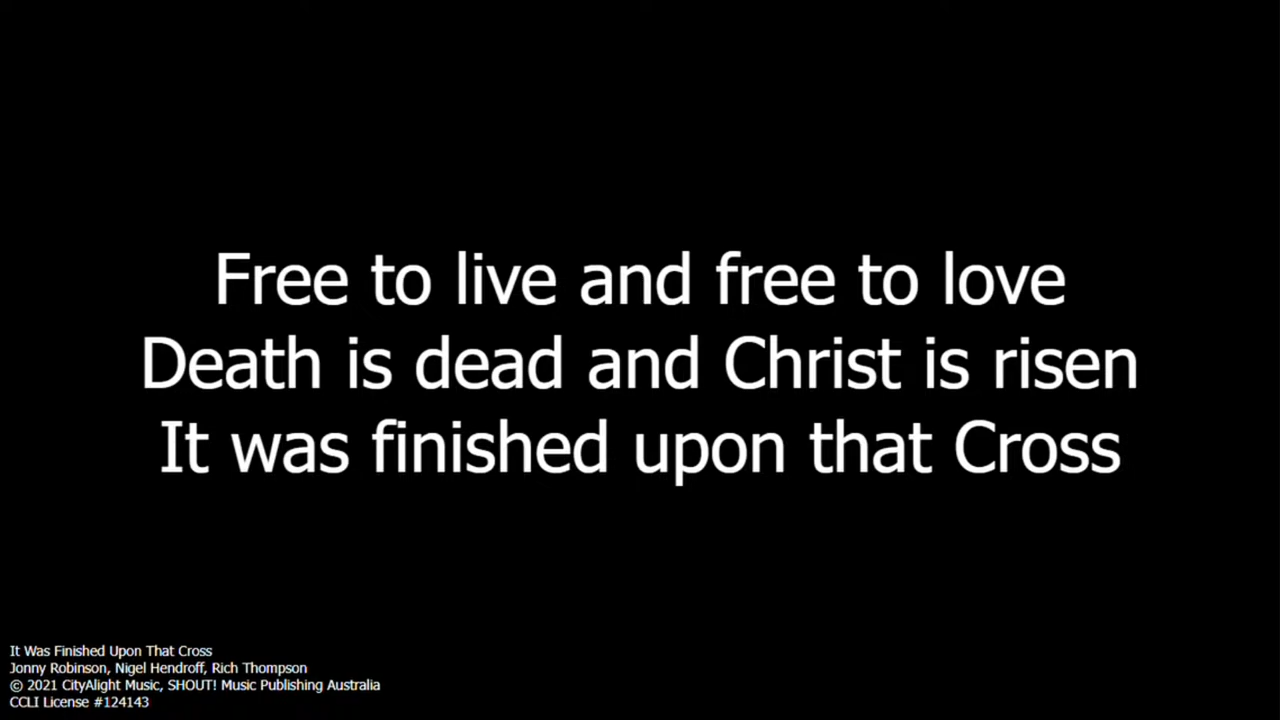 Free to live and free to love
Death is dead and Christ is risen
It was finished upon that Cross
It Was Finished Upon That Cross
Jonny Robinson, Nigel Hendroff, Rich Thompson
© 2021 CityAlight Music, SHOUT! Music Publishing Australia
CCLI License #124143